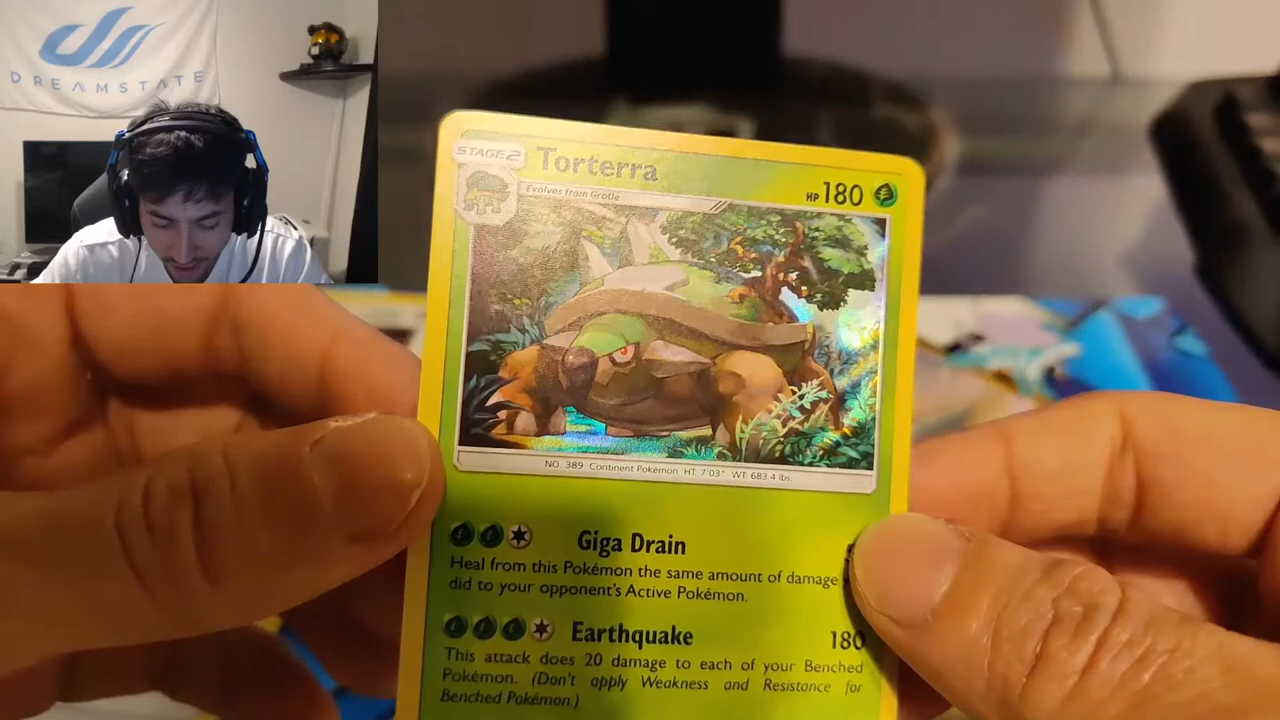 DREAMSTATE
STAGE2 Torterra HP 180
Evolves from Grotle
NO. 389 Continent Pokémon HT: 7'03" WT: 683.4 lbs.
Giga Drain
Heal from this Pokémon the same amount of damage
did to your opponent's Active Pokémon.
Earthquake 180
This attack does 20 damage to each of your Benched
Pokémon. (Don't apply Weakness and Resistance for
Benched Pokémon.)